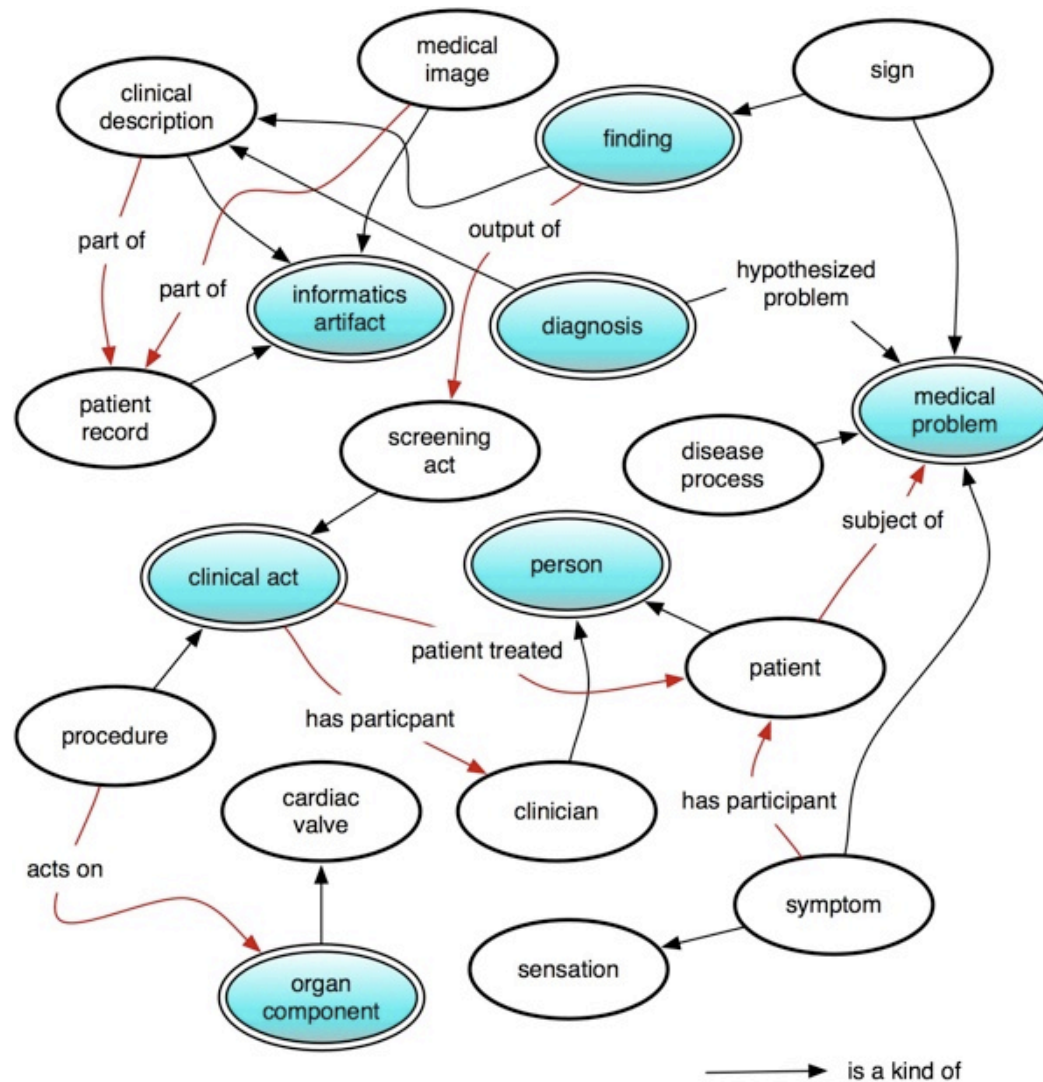 medical
image
sign
clinical
description
finding
output of
part of
hypothesized
problem
part of
informatics
artifact
diagnosis
patient
record
medical
problem
screening
act
disease
process
subject of
clinical act
person
patient treated
patient
procedure
has particpant
cardiac
valve
clinician
has participant
acts on
symptom
sensation
organ
component
is a kind of